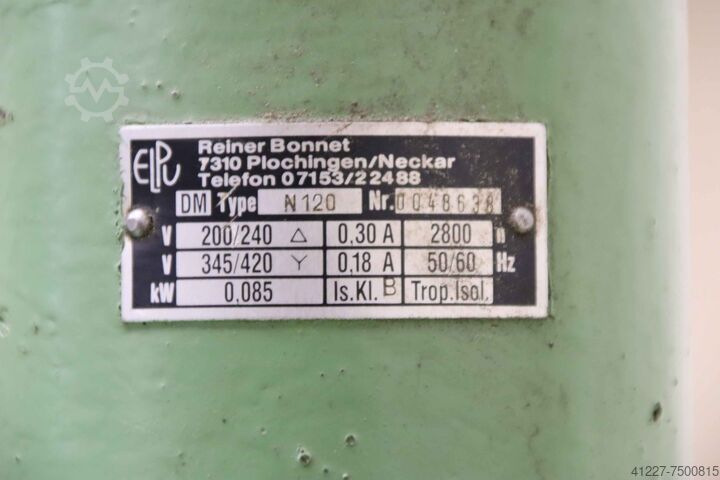 ELPu
Reiner Bonnet
7310 Plochingen/Neckar
Telefon 07153/22488
DM Type N120 Nr. 0048638
V 200/240 △ 0,30 A 2800 n
V 345/420 Y 0,18 A 50/60 Hz
kW 0,085 Is.Kl. B Trop.Isol.
41227-7500815